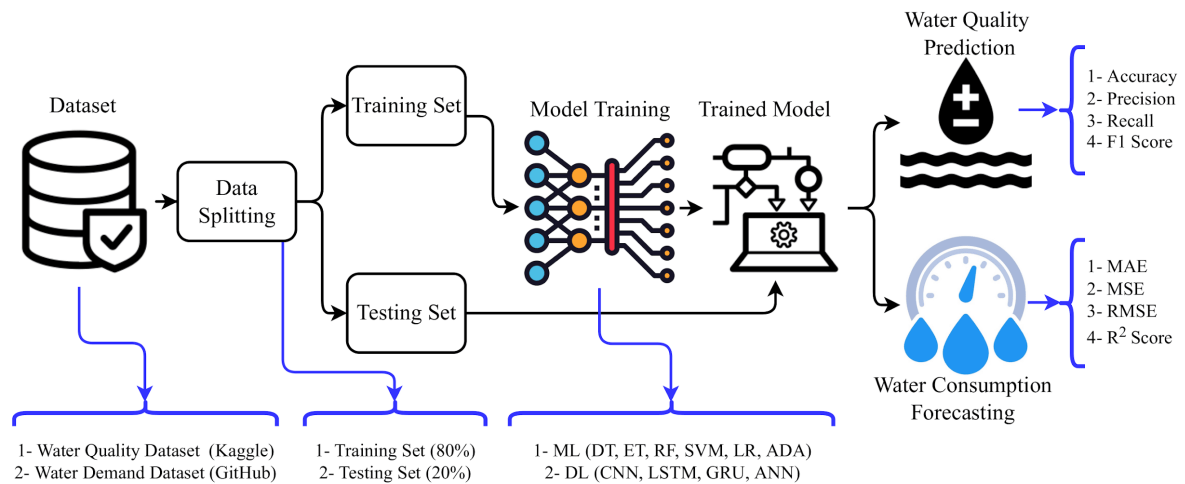 Dataset
Data
Splitting
Training Set
Testing Set
Model Training
Trained Model
Water Quality
Prediction
1- Accuracy
2- Precision
3- Recall
4- F1 Score
1- MAE
2- MSE
3- RMSE
4- R² Score
Water Consumption
Forecasting
1- Water Quality Dataset (Kaggle)
2- Water Demand Dataset (GitHub)
1- Training Set (80%)
2- Testing Set (20%)
1- ML (DT, ET, RF, SVM, LR, ADA)
2- DL (CNN, LSTM, GRU, ANN)